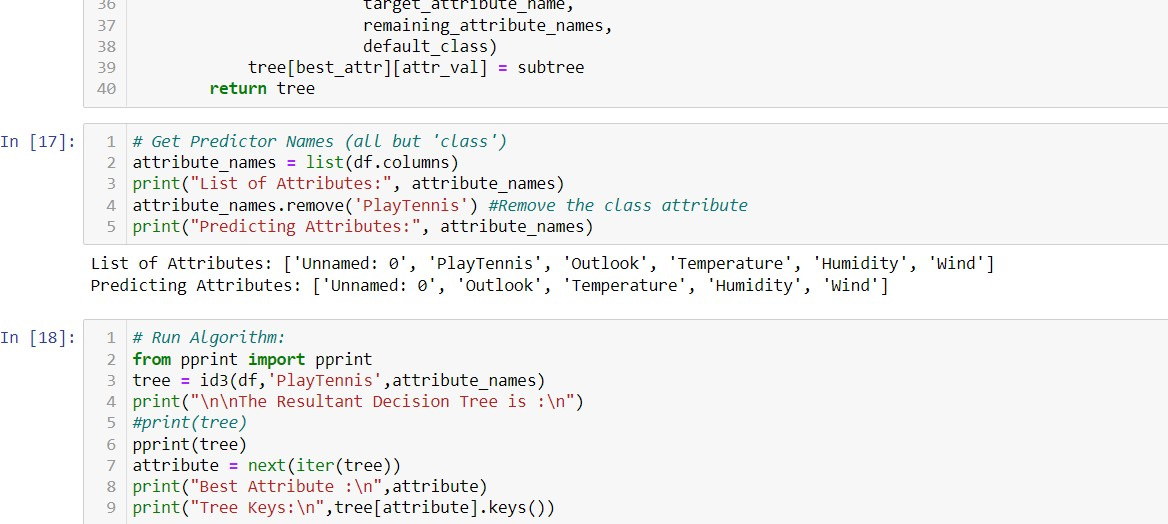 36 target_attribute_name,
37 remaining_attribute_names,
38 default_class)
39 tree[best_attr][attr_val] = subtree
40 return tree
In [17]:
1 # Get Predictor Names (all but 'class')
2 attribute_names = list(df.columns)
3 print("List of Attributes:", attribute_names)
4 attribute_names.remove('PlayTennis') #Remove the class attribute
5 print("Predicting Attributes:", attribute_names)
List of Attributes: ['Unnamed: 0', 'PlayTennis', 'Outlook', 'Temperature', 'Humidity', 'Wind']
Predicting Attributes: ['Unnamed: 0', 'Outlook', 'Temperature', 'Humidity', 'Wind']
In [18]:
1 # Run Algorithm:
2 from pprint import pprint
3 tree = id3(df,'PlayTennis',attribute_names)
4 print("\n\nThe Resultant Decision Tree is :\n")
5 #print(tree)
6 pprint(tree)
7 attribute = next(iter(tree))
8 print("Best Attribute :\n",attribute)
9 print("Tree Keys:\n",tree[attribute].keys())